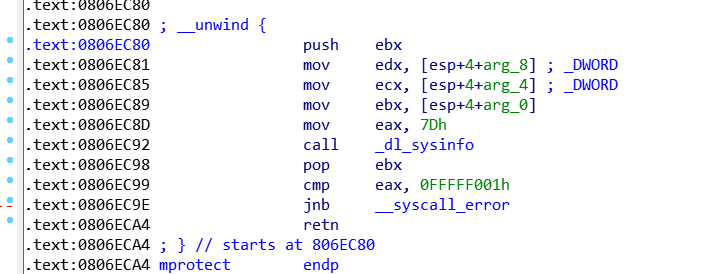 .text:0806EC80
.text:0806EC80 ; __unwind {
.text:0806EC80 push ebx
.text:0806EC81 mov edx, [esp+4+arg_8] ; _DWORD
.text:0806EC85 mov ecx, [esp+4+arg_4] ; _DWORD
.text:0806EC89 mov ebx, [esp+4+arg_0]
.text:0806EC8D mov eax, 7Dh
.text:0806EC92 call _dl_sysinfo
.text:0806EC98 pop ebx
.text:0806EC99 cmp eax, 0FFFFF001h
.text:0806EC9E jnb __syscall_error
.text:0806ECA4 retn
.text:0806ECA4 ; } // starts at 806EC80
.text:0806ECA4 mprotect endp